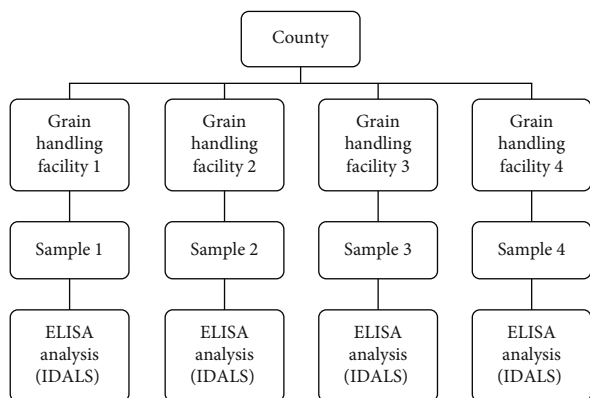 County
Grain
handling
facility 1
Grain
handling
facility 2
Grain
handling
facility 3
Grain
handling
facility 4
Sample 1
Sample 2
Sample 3
Sample 4
ELISA
analysis
(IDALS)
ELISA
analysis
(IDALS)
ELISA
analysis
(IDALS)
ELISA
analysis
(IDALS)